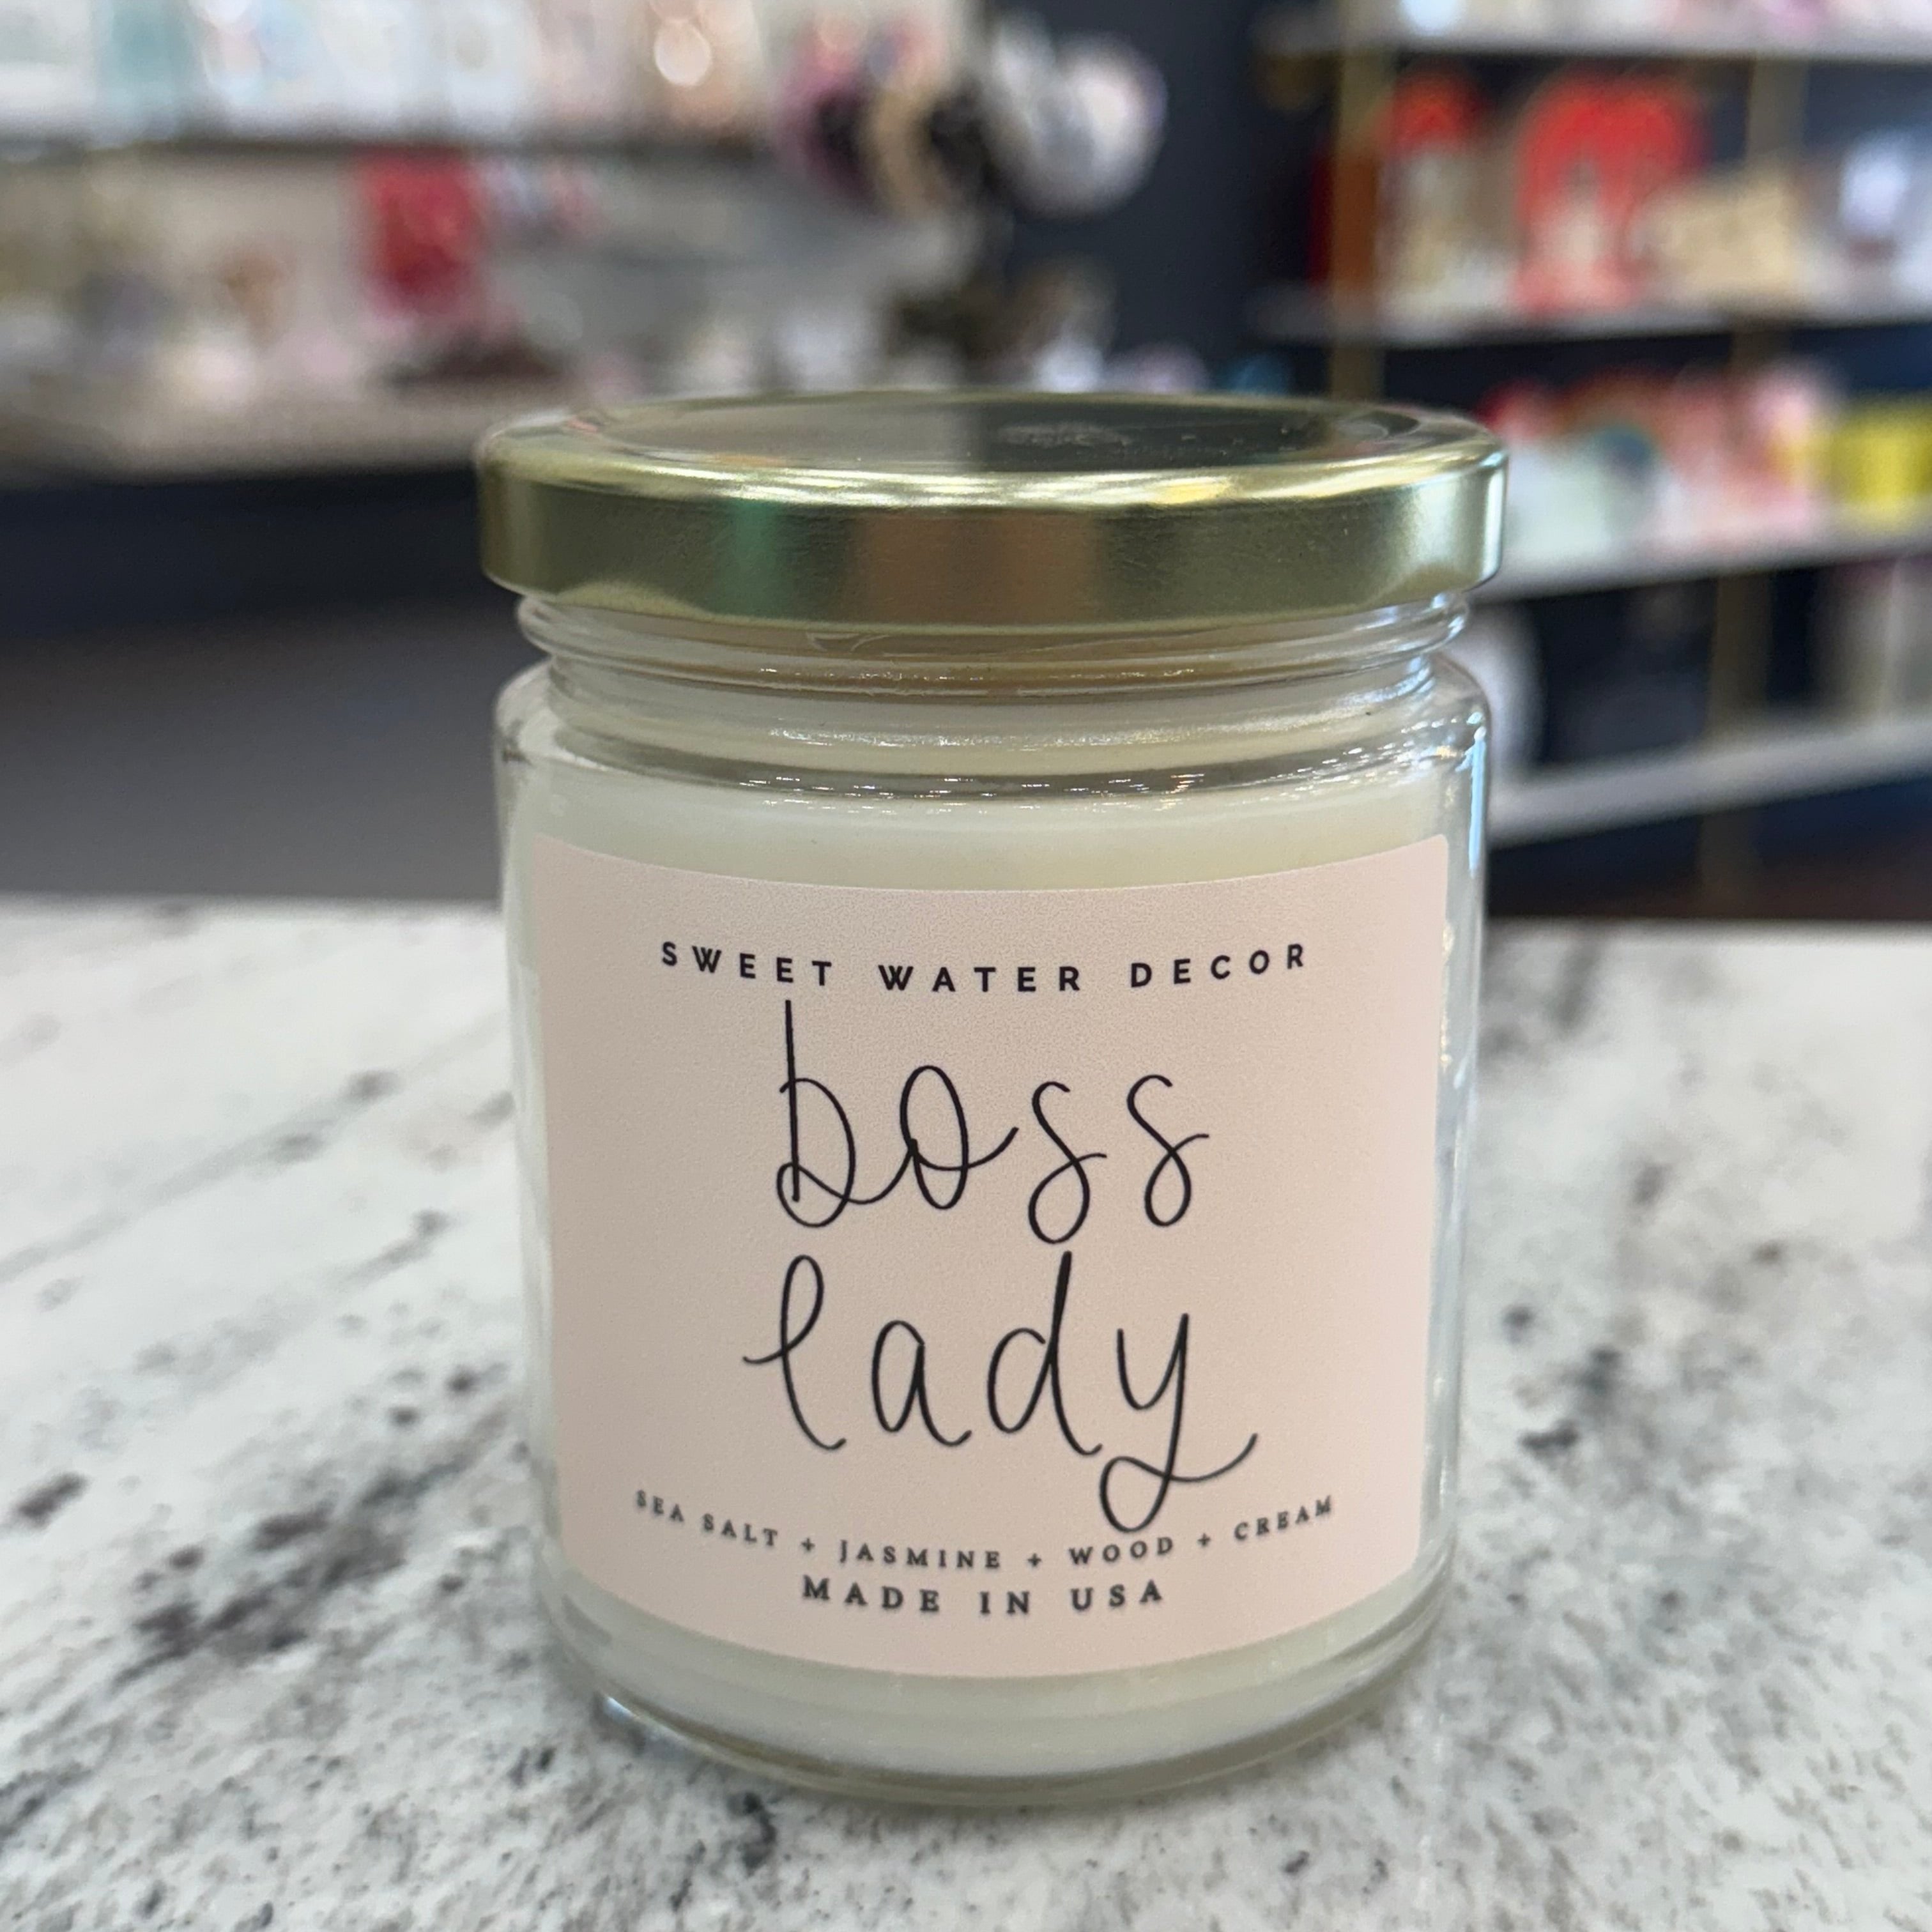 SWEET WATER DECOR
boss
lady
SEA SALT + JASMINE + WOOD + CREAM
MADE IN USA